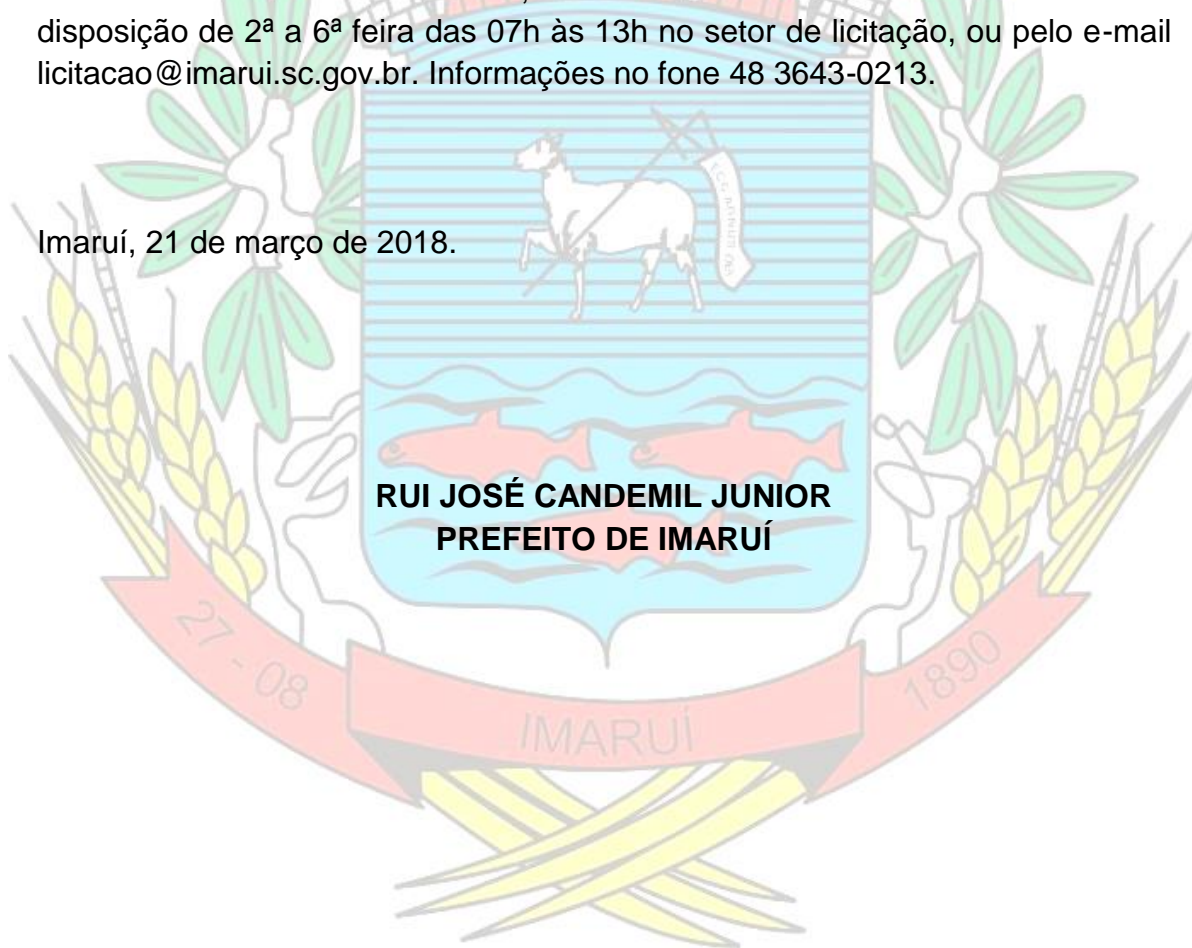 disposição de 2ª a 6ª feira das 07h às 13h no setor de licitação, ou pelo e-mail
licitacao@imarui.sc.gov.br. Informações no fone 48 3643-0213.
Imaruí, 21 de março de 2018.
RUI JOSÉ CANDEMIL JUNIOR
PREFEITO DE IMARUÍ
27 - 08
IMARUÍ
1890